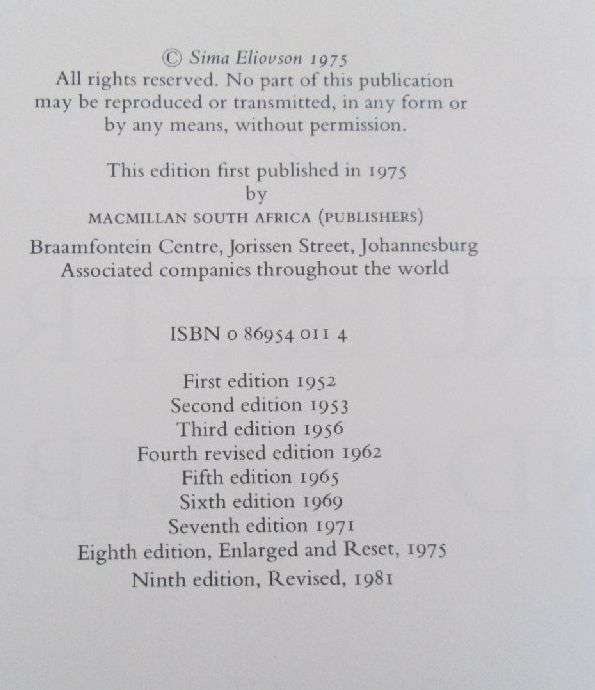 © Sima Eliovson 1975
All rights reserved. No part of this publication
may be reproduced or transmitted, in any form or
by any means, without permission.
This edition first published in 1975
by
MACMILLAN SOUTH AFRICA (PUBLISHERS)
Braamfontein Centre, Jorissen Street, Johannesburg
Associated companies throughout the world
ISBN 0 86954 011 4
First edition 1952
Second edition 1953
Third edition 1956
Fourth revised edition 1962
Fifth edition 1965
Sixth edition 1969
Seventh edition 1971
Eighth edition, Enlarged and Reset, 1975
Ninth edition, Revised, 1981